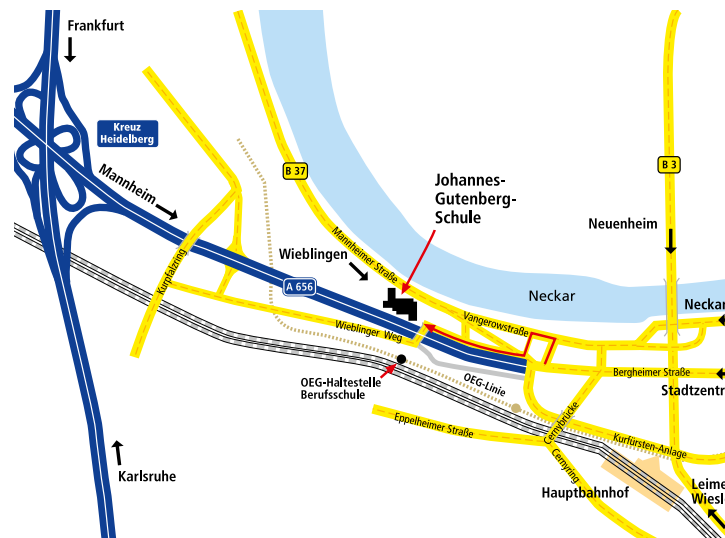 Frankfurt
Kreuz
Heidelberg
Mannheim
B 37
B 3
Johannes-
Gutenberg-
Schule
Neuenheim
Wieblingen
Mannheimer Straße
Kurpfalzring
A 656
Neckar
Neckar
Vangerowstraße
Wieblinger Weg
OEG-Haltestelle
Berufsschule
OEG-Linie
Bergheimer Straße
Stadtzentr
Eppelheimer Straße
Czernybrücke
Kurfürsten-Anlage
Czernyring
Karlsruhe
Hauptbahnhof
Leime
Wiesl